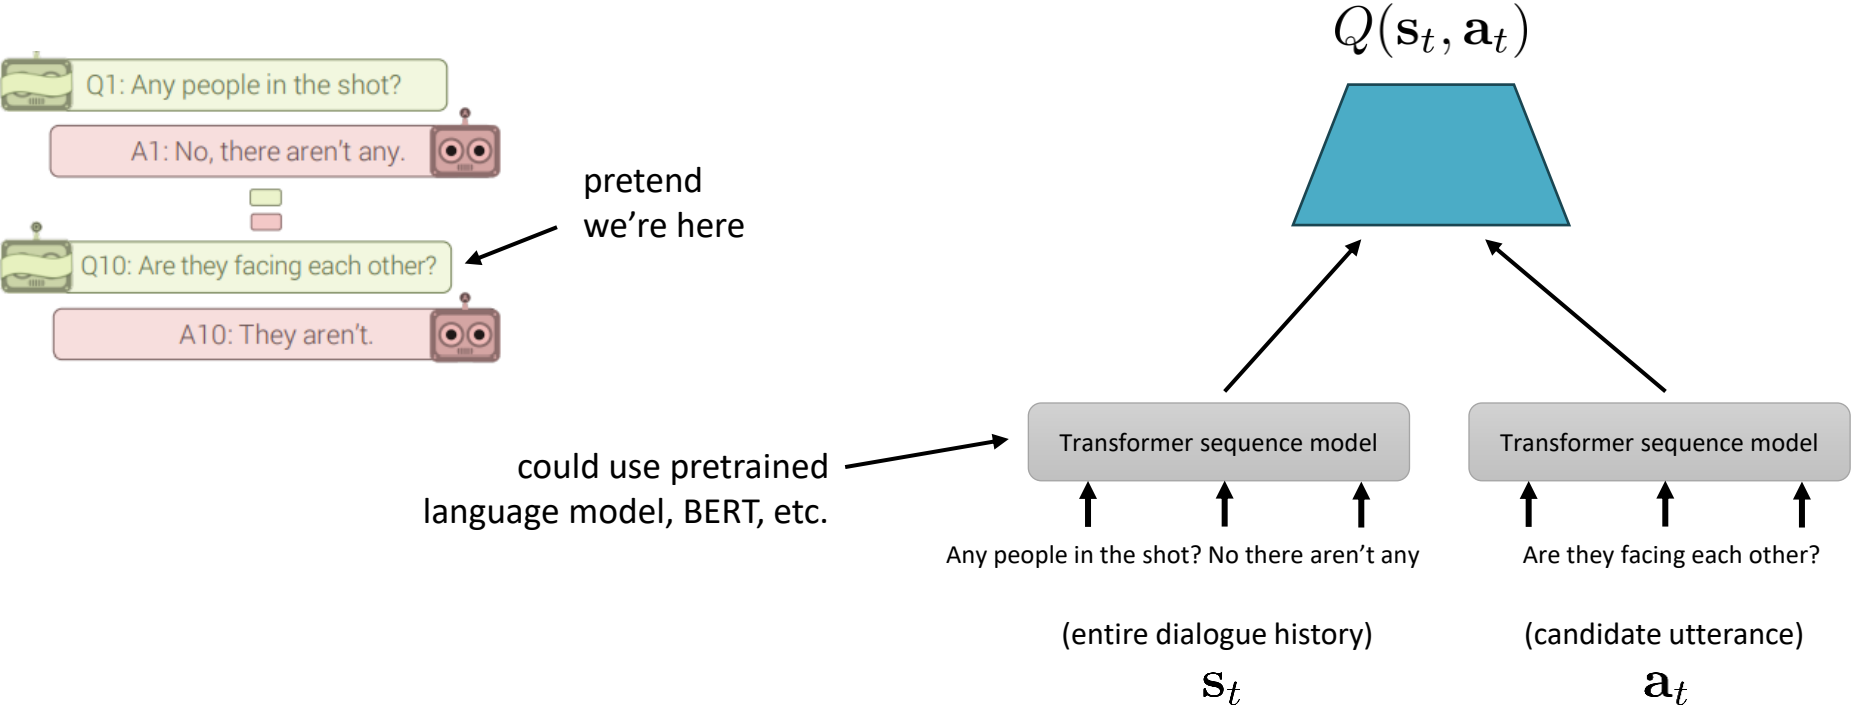 Q1: Any people in the shot?
A1: No, there aren't any.
Q10: Are they facing each other?
A10: They aren't.
pretend
we're here
could use pretrained
language model, BERT, etc.
Q(s_t, a_t)
Transformer sequence model
Transformer sequence model
Any people in the shot? No there aren't any
Are they facing each other?
(entire dialogue history)
(candidate utterance)
s_t
a_t